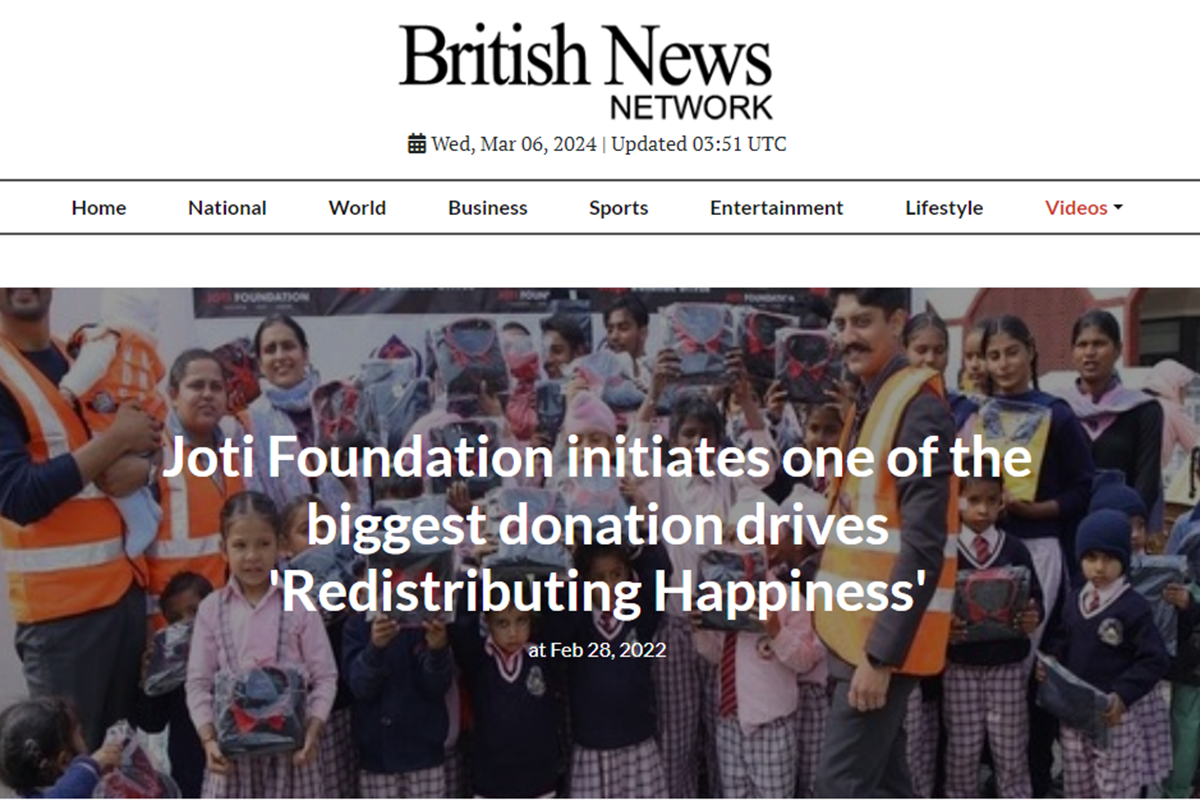 British News
NETWORK
Wed, Mar 06, 2024 | Updated 03:51 UTC
Home National World Business Sports Entertainment Lifestyle Videos
JOTI FOUNDATION
Joti Foundation initiates one of the
biggest donation drives
'Redistributing Happiness'
at Feb 28, 2022